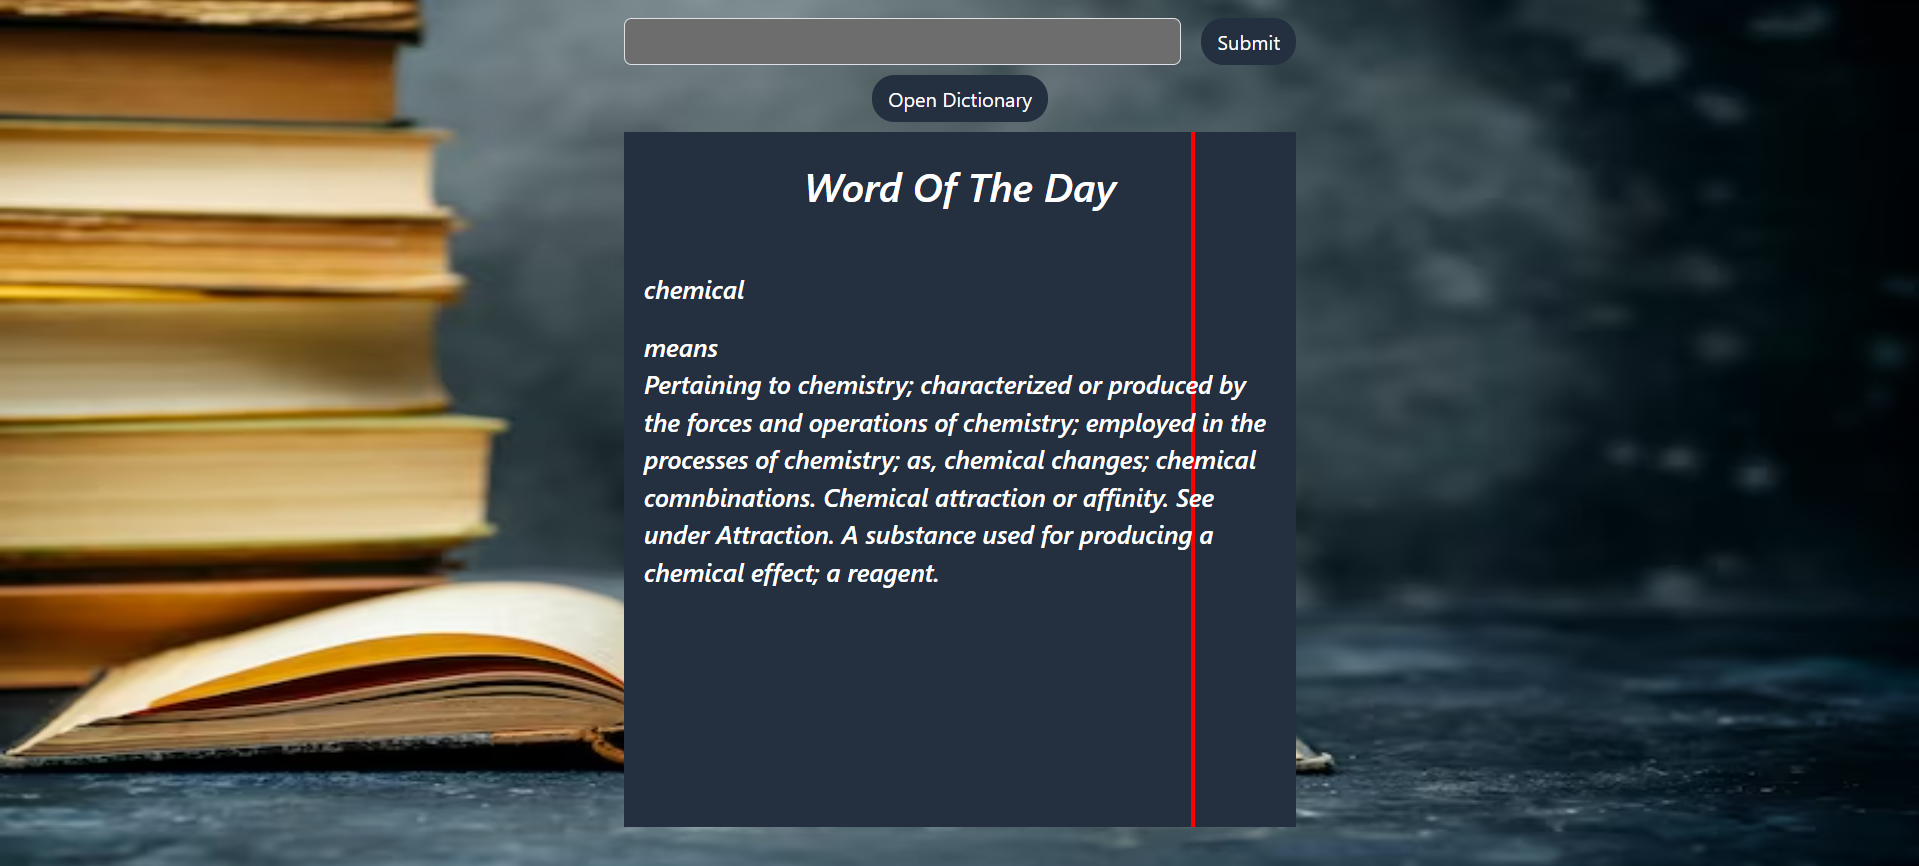 Submit
Open Dictionary
Word Of The Day
chemical
means
Pertaining to chemistry; characterized or produced by
the forces and operations of chemistry; employed in the
processes of chemistry; as, chemical changes; chemical
comnbinations. Chemical attraction or affinity. See
under Attraction. A substance used for producing a
chemical effect; a reagent.